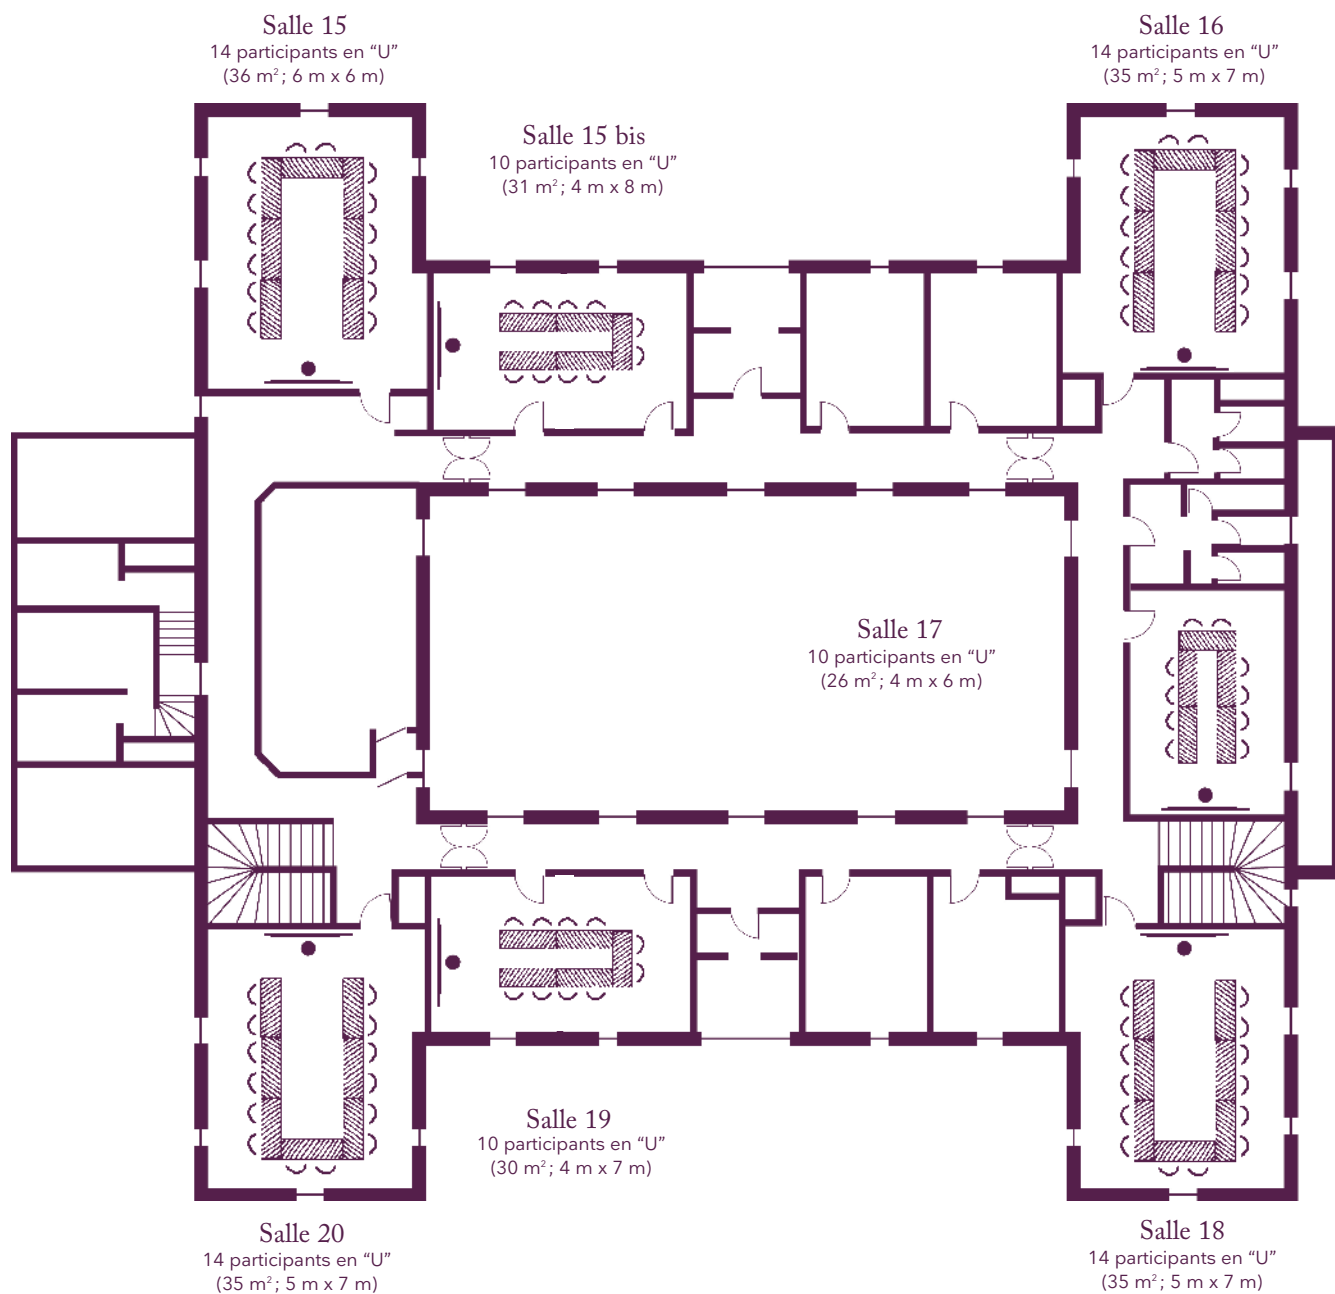 Salle 15
14 participants en “U”
(36 m²; 6 m x 6 m)
Salle 16
14 participants en “U”
(35 m²; 5 m x 7 m)
Salle 15 bis
10 participants en “U”
(31 m²; 4 m x 8 m)
Salle 17
10 participants en “U”
(26 m²; 4 m x 6 m)
Salle 19
10 participants en “U”
(30 m²; 4 m x 7 m)
Salle 20
14 participants en “U”
(35 m²; 5 m x 7 m)
Salle 18
14 participants en “U”
(35 m²; 5 m x 7 m)